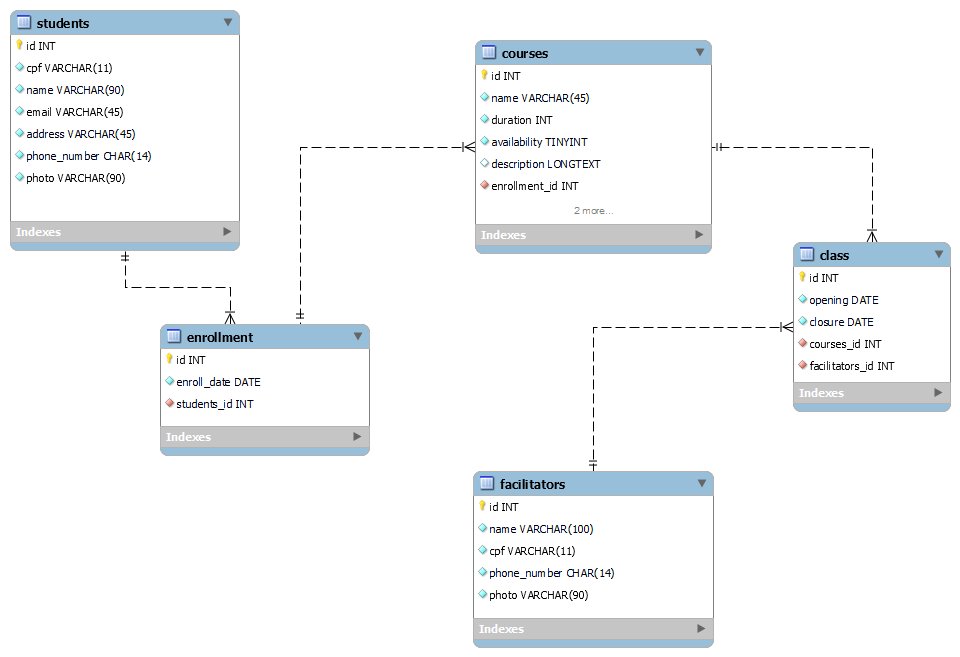 students
id INT
cpf VARCHAR(11)
name VARCHAR(90)
email VARCHAR(45)
address VARCHAR(45)
phone_number CHAR(14)
photo VARCHAR(90)
Indexes
courses
id INT
name VARCHAR(45)
duration INT
availability TINYINT
description LONGTEXT
enrollment_id INT
2 more...
Indexes
class
id INT
opening DATE
closure DATE
courses_id INT
facilitators_id INT
Indexes
enrollment
id INT
enroll_date DATE
students_id INT
Indexes
facilitators
id INT
name VARCHAR(100)
cpf VARCHAR(11)
phone_number CHAR(14)
photo VARCHAR(90)
Indexes